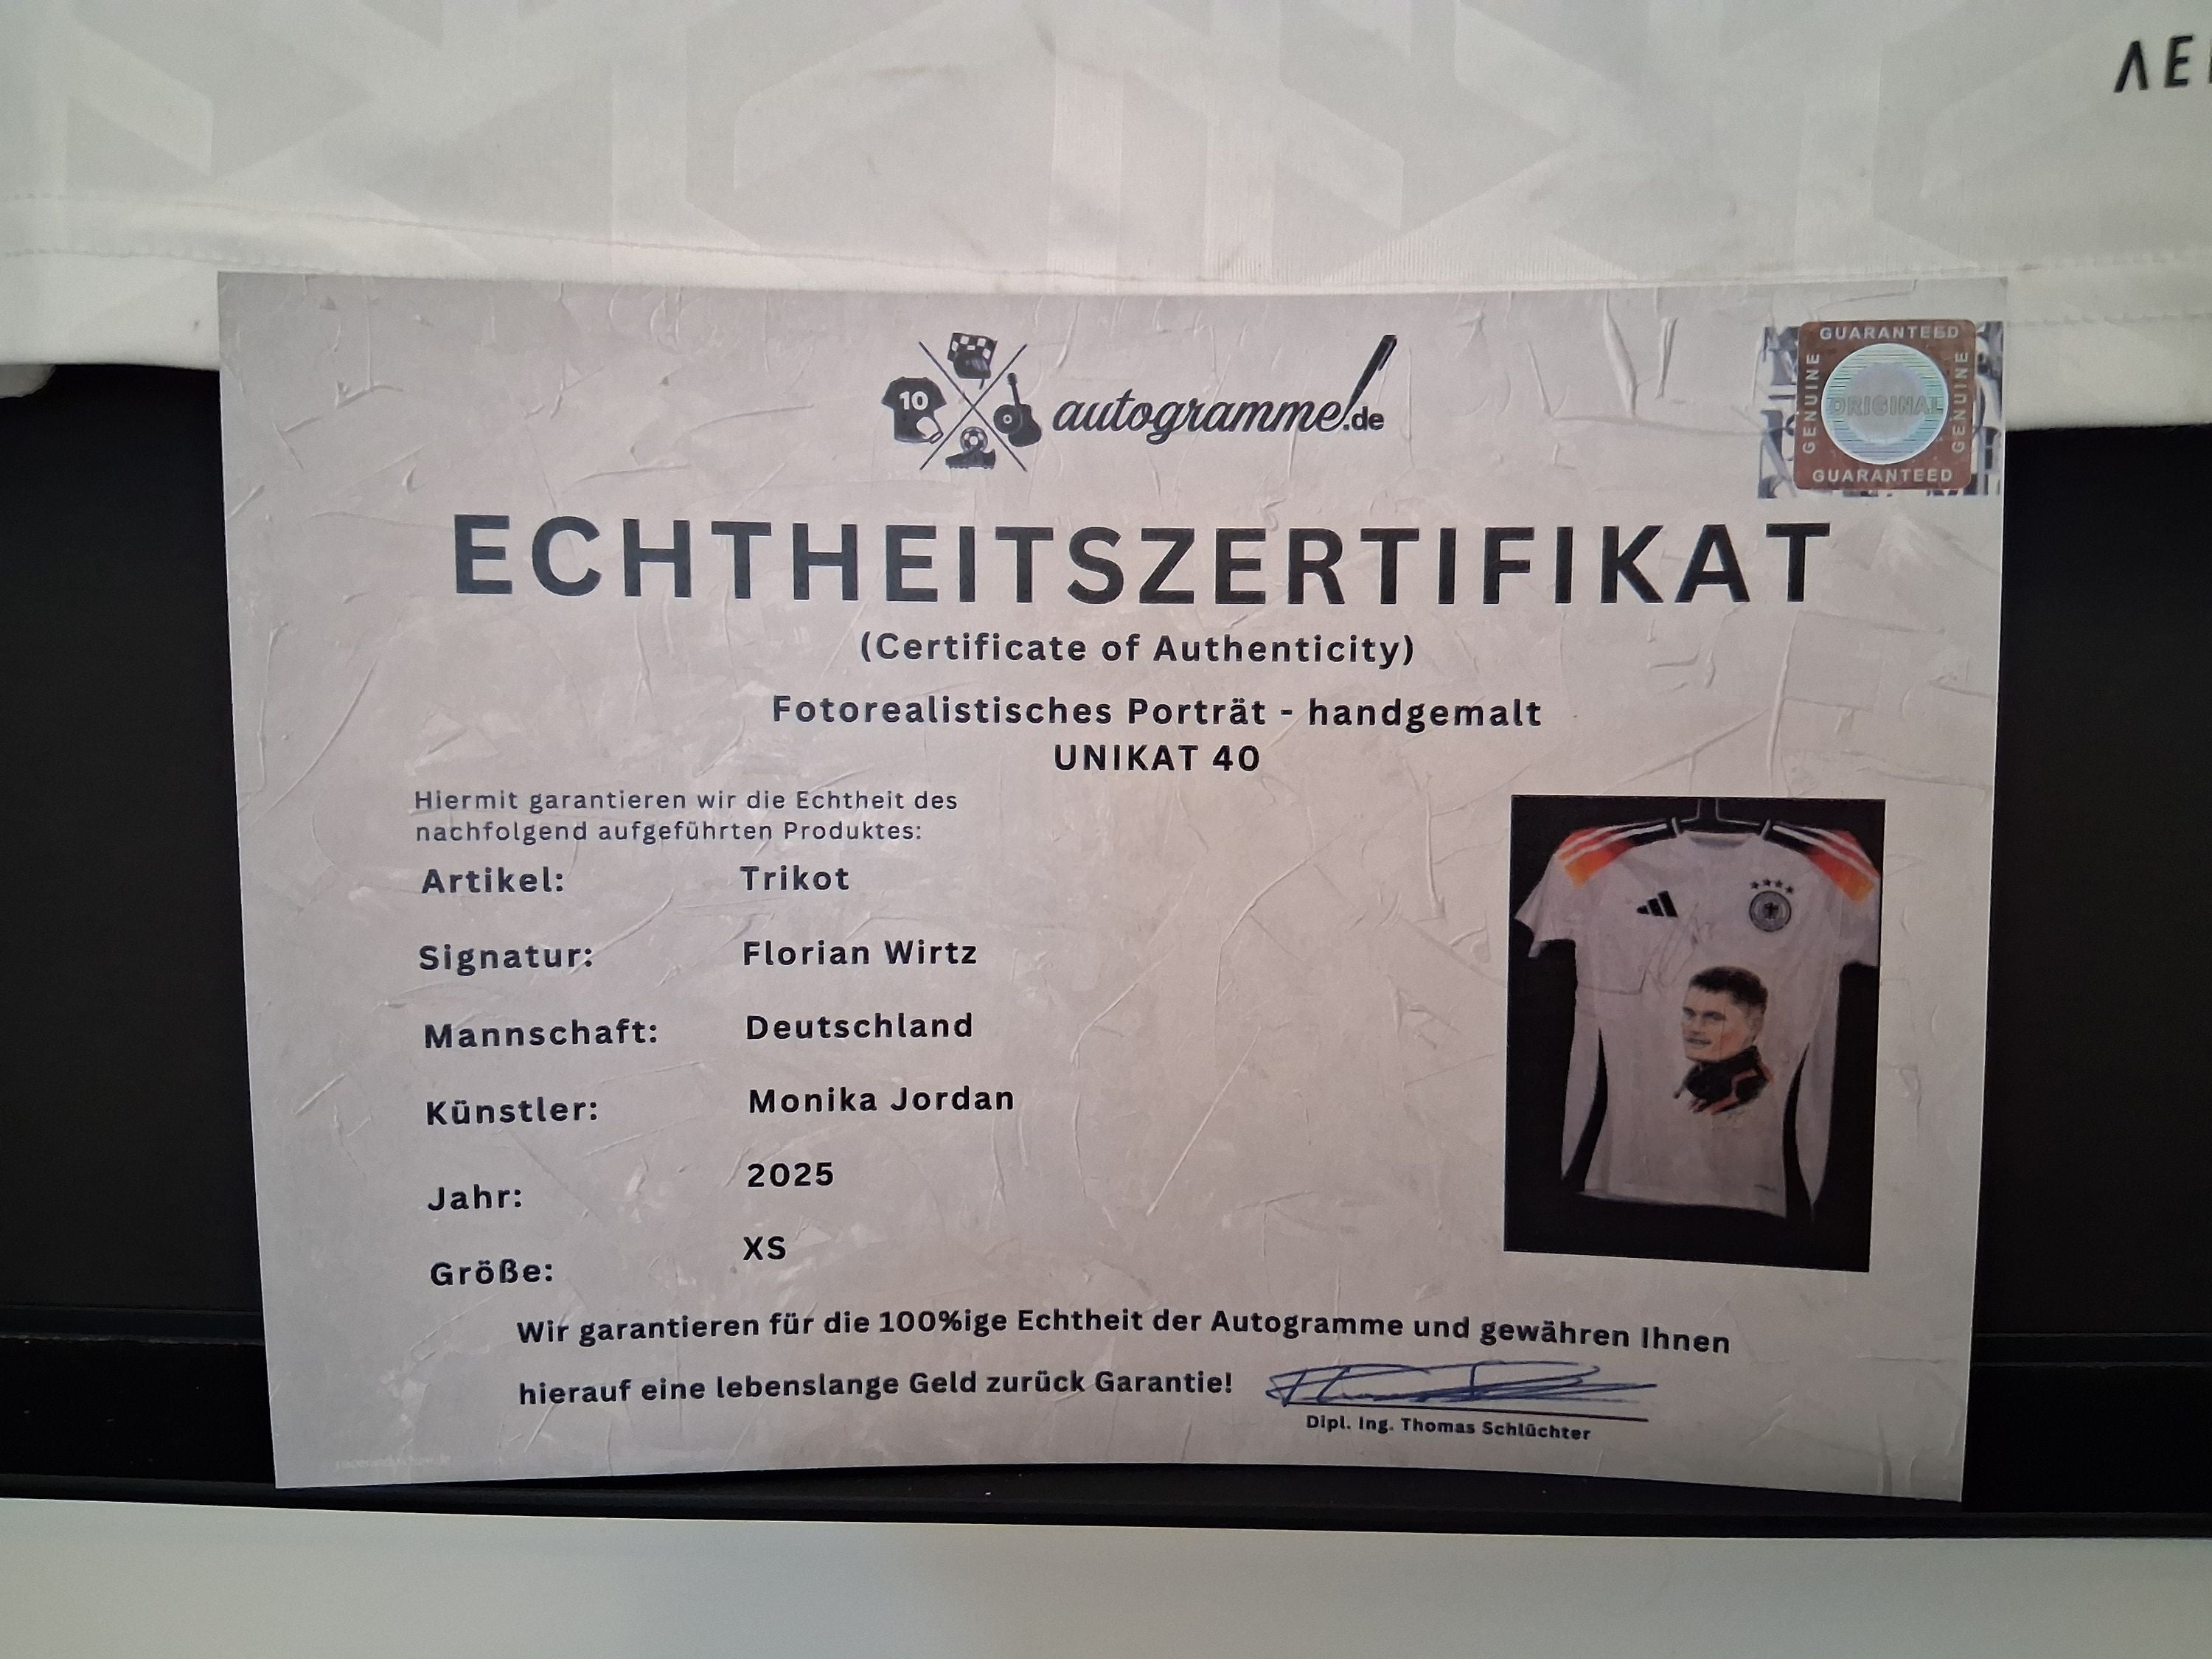 ΛE
10
autogramme.de
GUARANTEED
GENUINE
ORIGINAL
GENUINE
GUARANTEED
ECHTHEITSZERTIFIKAT
(Certificate of Authenticity)
Fotorealistisches Porträt - handgemalt
UNIKAT 40
Hiermit garantieren wir die Echtheit des
nachfolgend aufgeführten Produktes:
Artikel: Trikot
Signatur: Florian Wirtz
Mannschaft: Deutschland
Künstler: Monika Jordan
Jahr: 2025
Größe: XS
Wir garantieren für die 100%ige Echtheit der Autogramme und gewähren Ihnen
hierauf eine lebenslange Geld zurück Garantie!
Dipl. Ing. Thomas Schlüchter